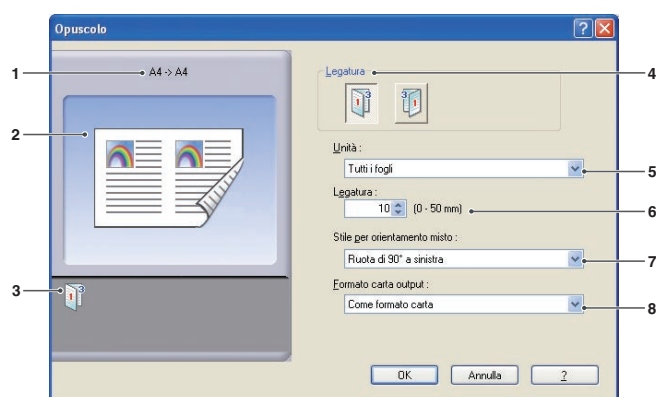 Opuscolo
1
A4 -> A4
2
3
Legatura
4
Unità :
Tutti i fogli
5
Legatura :
10 (0 - 50 mm)
6
Stile per orientamento misto :
Ruota di 90° a sinistra
7
Formato carta output :
Come formato carta
8
OK Annulla ?